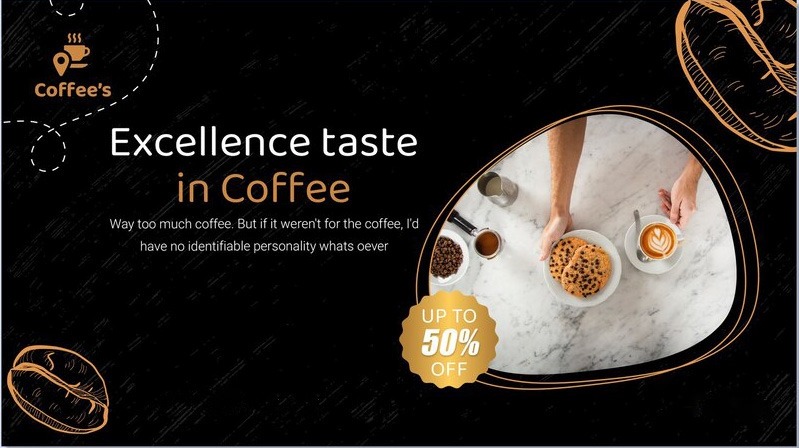 Coffee's
Excellence taste
in Coffee
Way too much coffee. But if it weren't for the coffee, I'd
have no identifiable personality whats oever
UP TO
50%
OFF